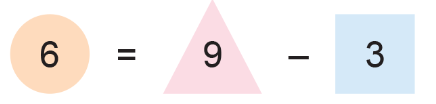 6 = 9 – 3